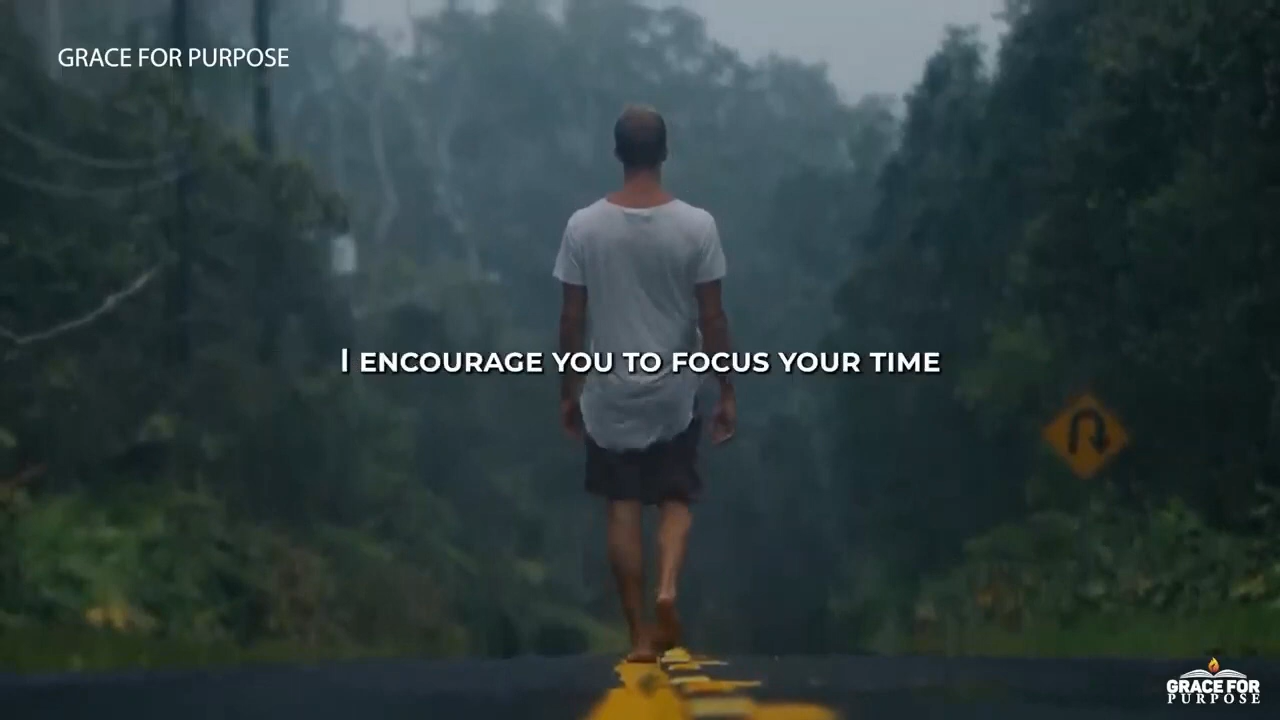 GRACE FOR PURPOSE
I ENCOURAGE YOU TO FOCUS YOUR TIME
GRACE FOR
PURPOSE